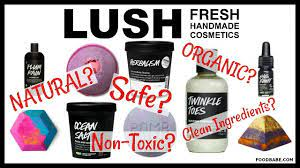 LUSH
FRESH
HANDMADE
COSMETICS
NATURAL?
Safe?
ORGANIC?
Non-Toxic?
Clean Ingredients?
HERBALISM
OCEAN
SALT
TWINKLE
TOES
FOODBABE.COM